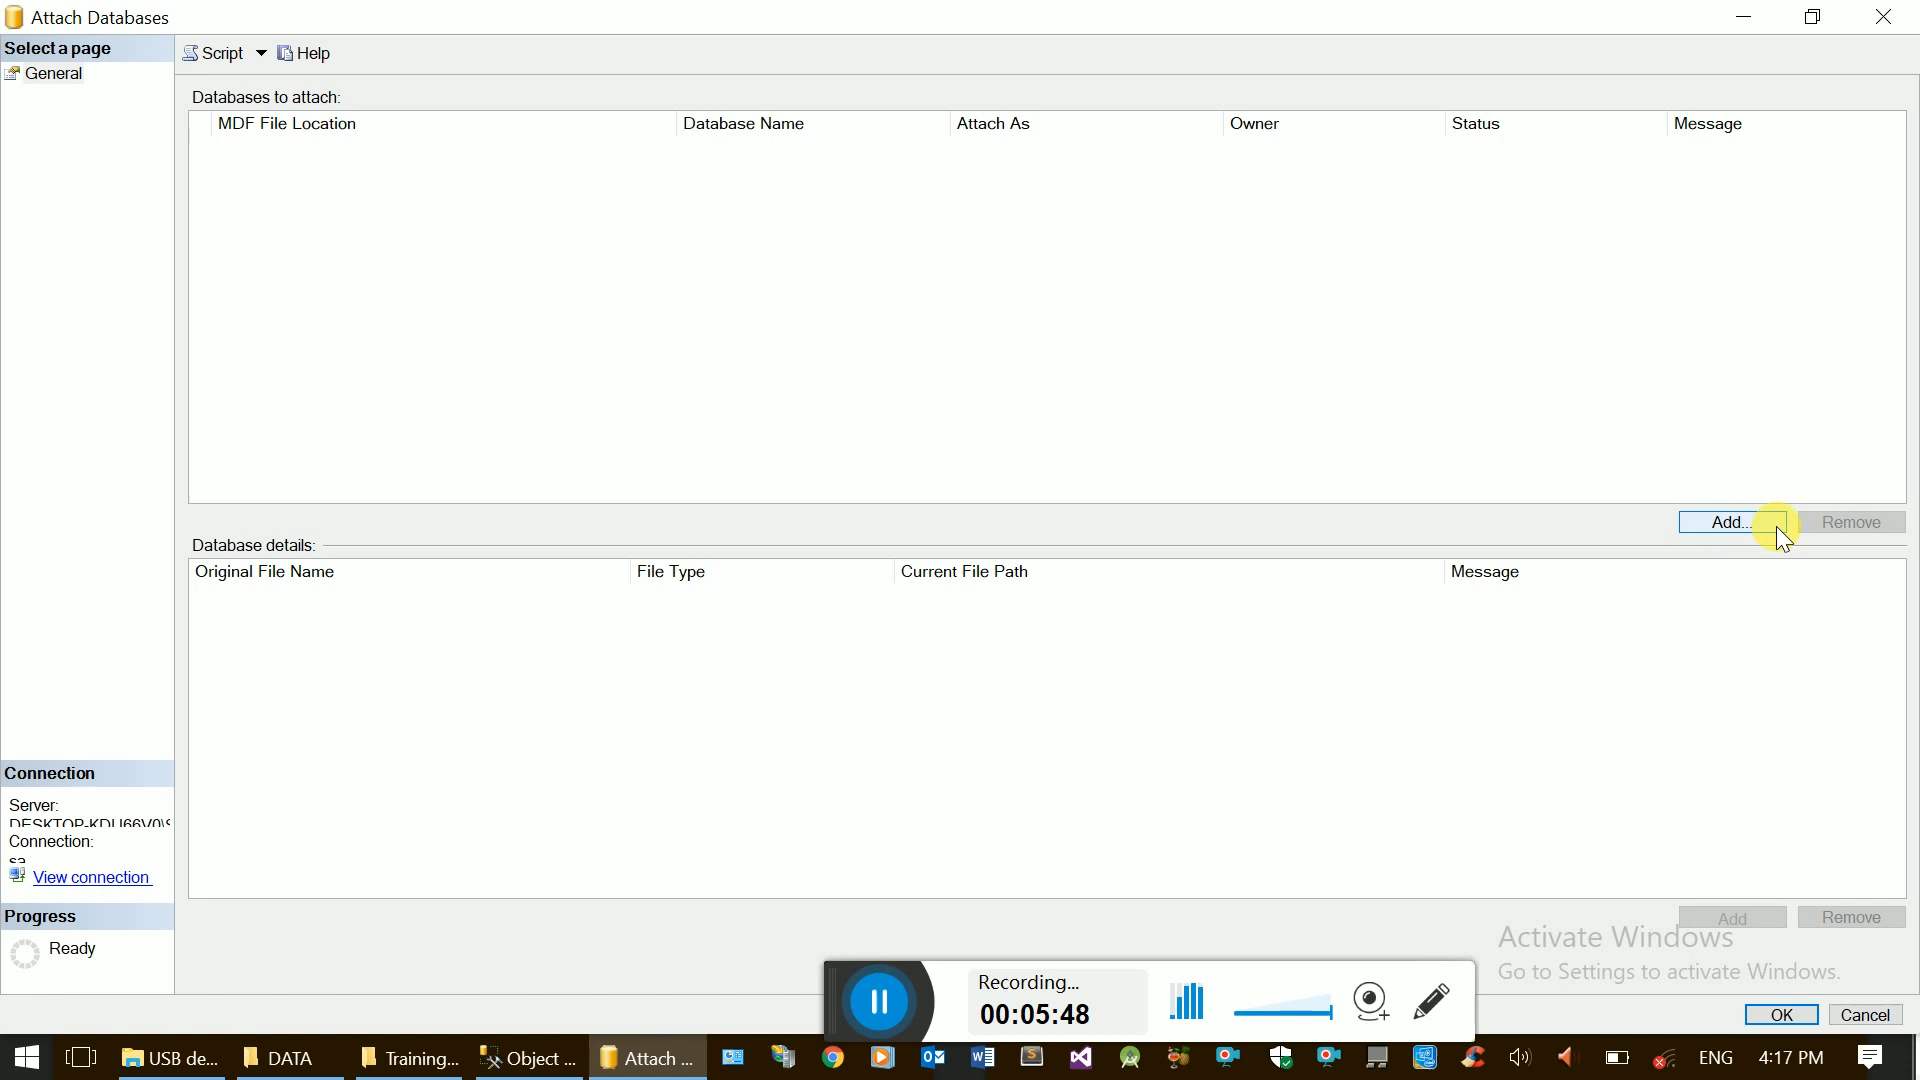 Attach Databases
Select a page
General
Script Help
Databases to attach:
MDF File Location Database Name Attach As Owner Status Message
Add... Remove
Database details:
Original File Name File Type Current File Path Message
Connection
Server:
Connection:
sa
View connection
Progress
Ready
Add Remove
Activate Windows
Go to Settings to activate Windows.
Recording...
00:05:48
OK Cancel
USB de... DATA Training... Object ... Attach ... ENG 4:17 PM